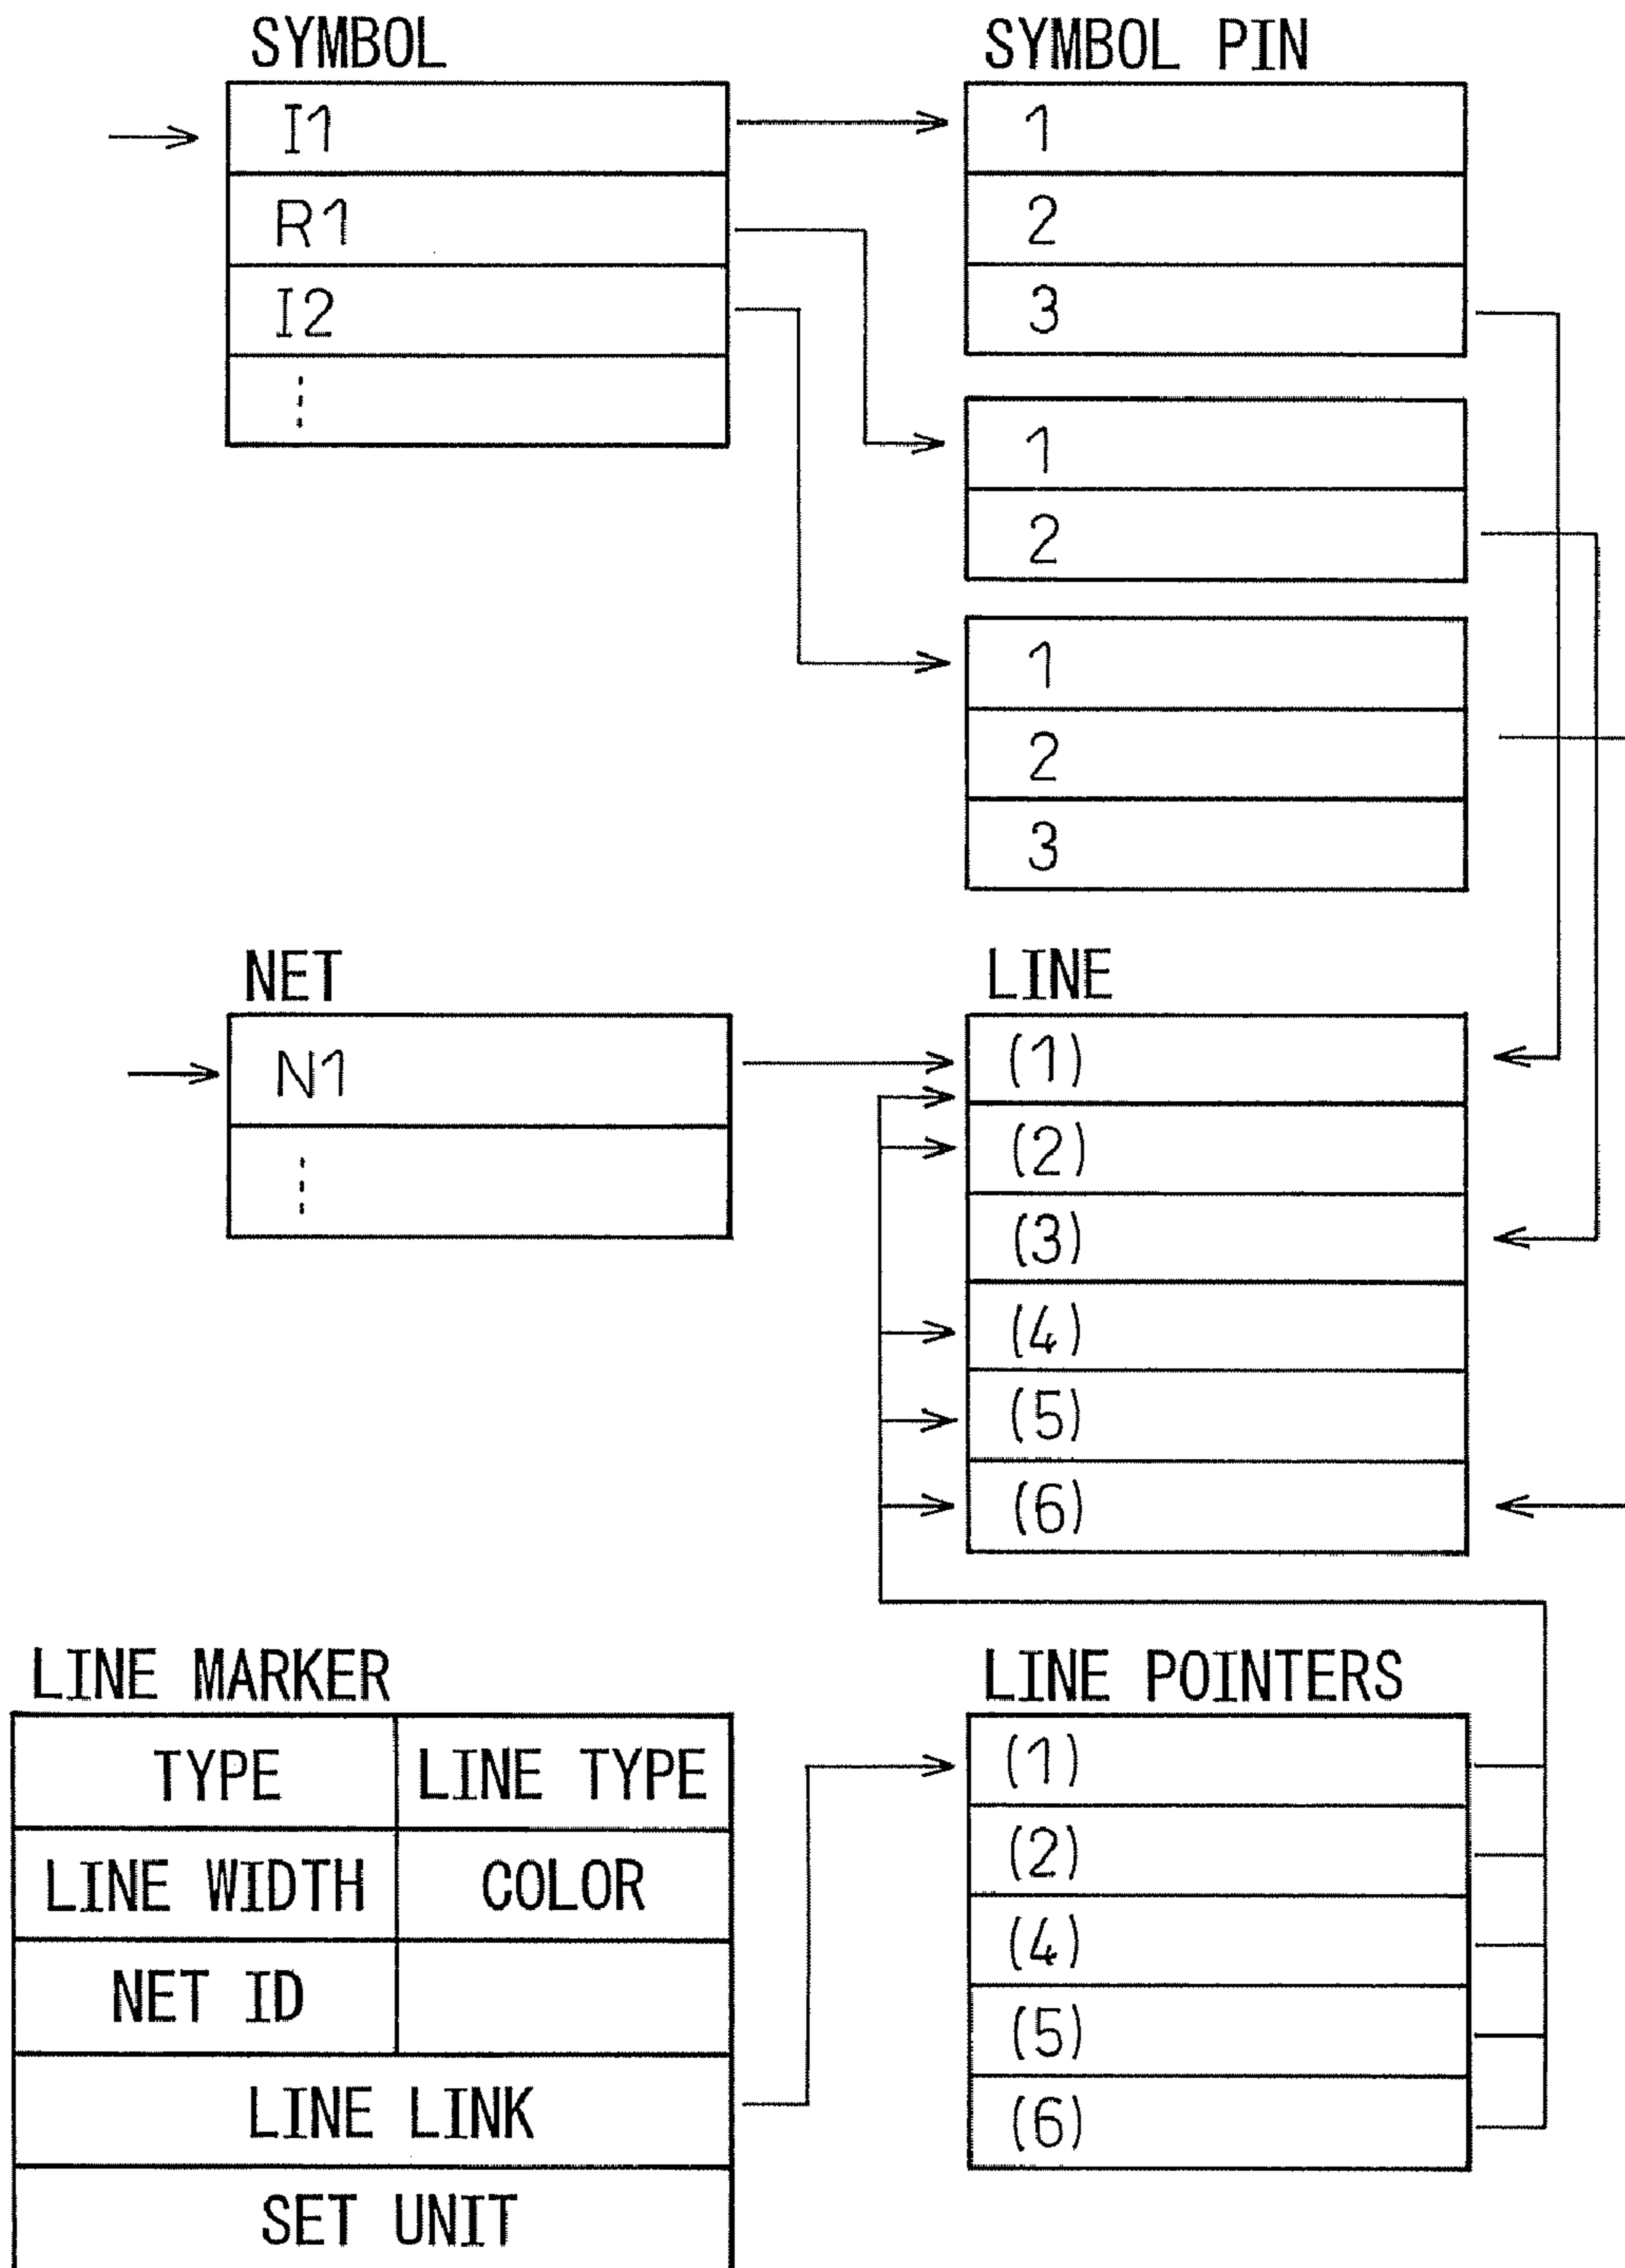 SYMBOL
I1
R1
I2
SYMBOL PIN
1
2
3
1
2
1
2
3
NET
N1
LINE
(1)
(2)
(3)
(4)
(5)
(6)
LINE MARKER
TYPE LINE TYPE
LINE WIDTH COLOR
NET ID
LINE LINK
SET UNIT
LINE POINTERS
(1)
(2)
(4)
(5)
(6)